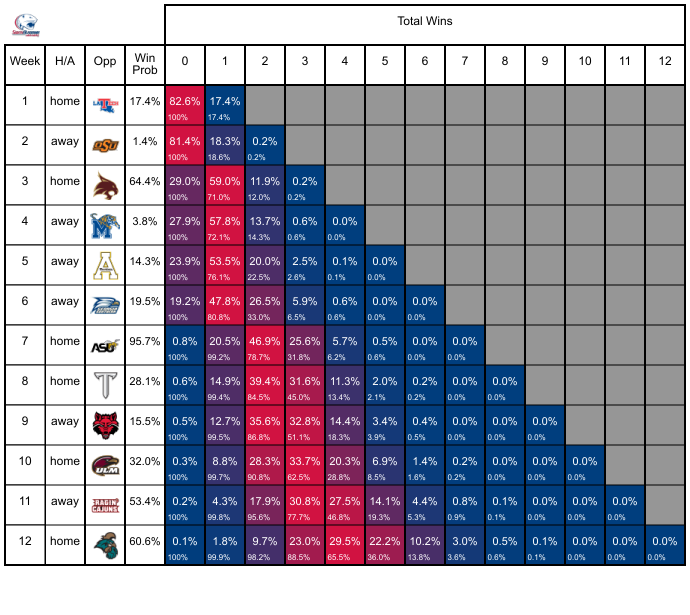 Total Wins
Week H/A Opp Win Prob 0 1 2 3 4 5 6 7 8 9 10 11 12
1 home LA TECH 17.4% 82.6% 17.4%
100% 17.4%
2 away OSU 1.4% 81.4% 18.3% 0.2%
100% 18.6% 0.2%
3 home 64.4% 29.0% 59.0% 11.9% 0.2%
100% 71.0% 12.0% 0.2%
4 away M 3.8% 27.9% 57.8% 13.7% 0.6% 0.0%
100% 72.1% 14.3% 0.6% 0.0%
5 away A 14.3% 23.9% 53.5% 20.0% 2.5% 0.1% 0.0%
100% 76.1% 22.5% 2.6% 0.1% 0.0%
6 away 19.5% 19.2% 47.8% 26.5% 5.9% 0.6% 0.0% 0.0%
100% 80.8% 33.0% 6.5% 0.6% 0.0% 0.0%
7 home ASU 95.7% 0.8% 20.5% 46.9% 25.6% 5.7% 0.5% 0.0% 0.0%
100% 99.2% 78.7% 31.8% 6.2% 0.6% 0.0% 0.0%
8 home T 28.1% 0.6% 14.9% 39.4% 31.6% 11.3% 2.0% 0.2% 0.0% 0.0%
100% 99.4% 84.5% 45.0% 13.4% 2.1% 0.2% 0.0% 0.0%
9 away 15.5% 0.5% 12.7% 35.6% 32.8% 14.4% 3.4% 0.4% 0.0% 0.0% 0.0%
100% 99.5% 86.8% 51.1% 18.3% 3.9% 0.5% 0.0% 0.0% 0.0%
10 home ULM 32.0% 0.3% 8.8% 28.3% 33.7% 20.3% 6.9% 1.4% 0.2% 0.0% 0.0% 0.0%
100% 99.7% 90.8% 62.5% 28.8% 8.5% 1.6% 0.2% 0.0% 0.0% 0.0%
11 away RAGIN CAJUNS 53.4% 0.2% 4.3% 17.9% 30.8% 27.5% 14.1% 4.4% 0.8% 0.1% 0.0% 0.0% 0.0%
100% 99.8% 95.6% 77.7% 46.8% 19.3% 5.3% 0.9% 0.1% 0.0% 0.0% 0.0%
12 home 60.6% 0.1% 1.8% 9.7% 23.0% 29.5% 22.2% 10.2% 3.0% 0.5% 0.1% 0.0% 0.0% 0.0%
100% 99.9% 98.2% 88.5% 65.5% 36.0% 13.8% 3.6% 0.6% 0.1% 0.0% 0.0% 0.0%